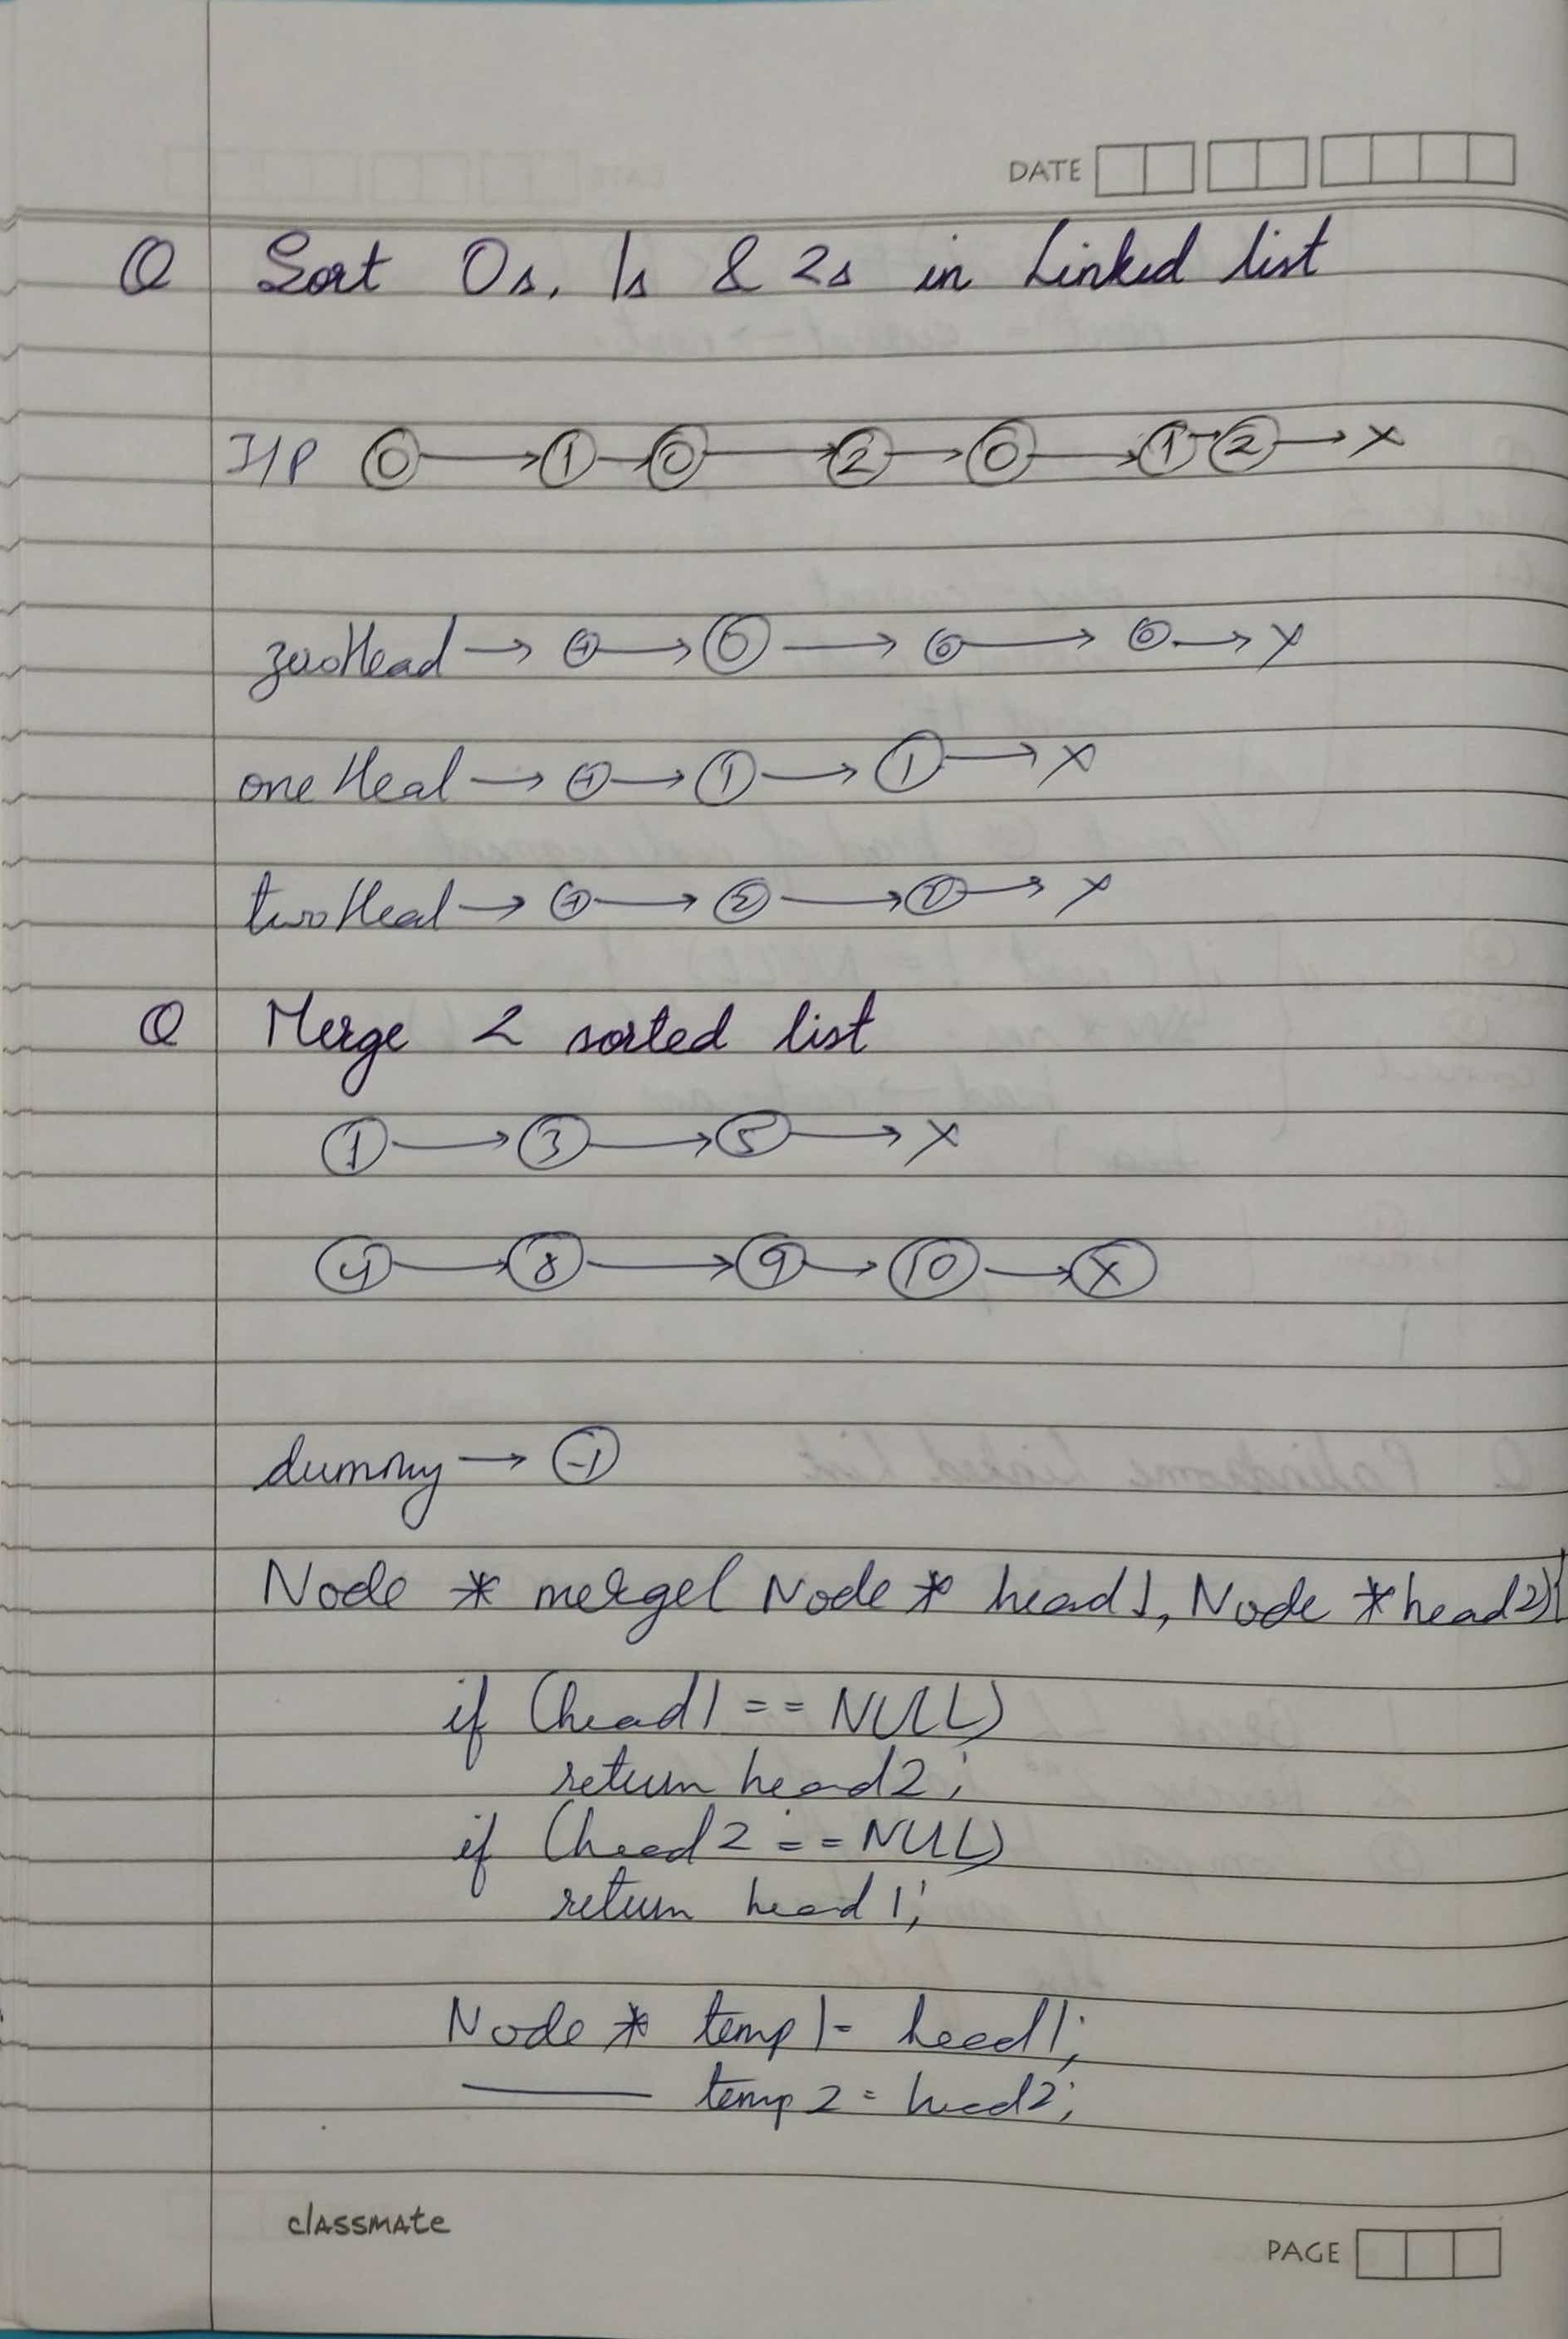 DATE
Q Sort 0s, 1s & 2s in Linked list
I/P 0 → 1 → 0 → 2 → 0 → 1 → 2 → X
zeroHead → -1 → 0 → 0 → 0 → X
one Head → -1 → 1 → 1 → X
two Head → -1 → 2 → 2 → X
Q Merge 2 sorted list
1 → 3 → 5 → X
4 → 8 → 9 → 10 → X
dummy → -1
Node * merge( Node * head1, Node * head2){
if (head1 == NULL)
return head2;
if (head2 == NULL)
return head1;
Node * temp1 = head1;
—— temp2 = head2;
classmate
PAGE